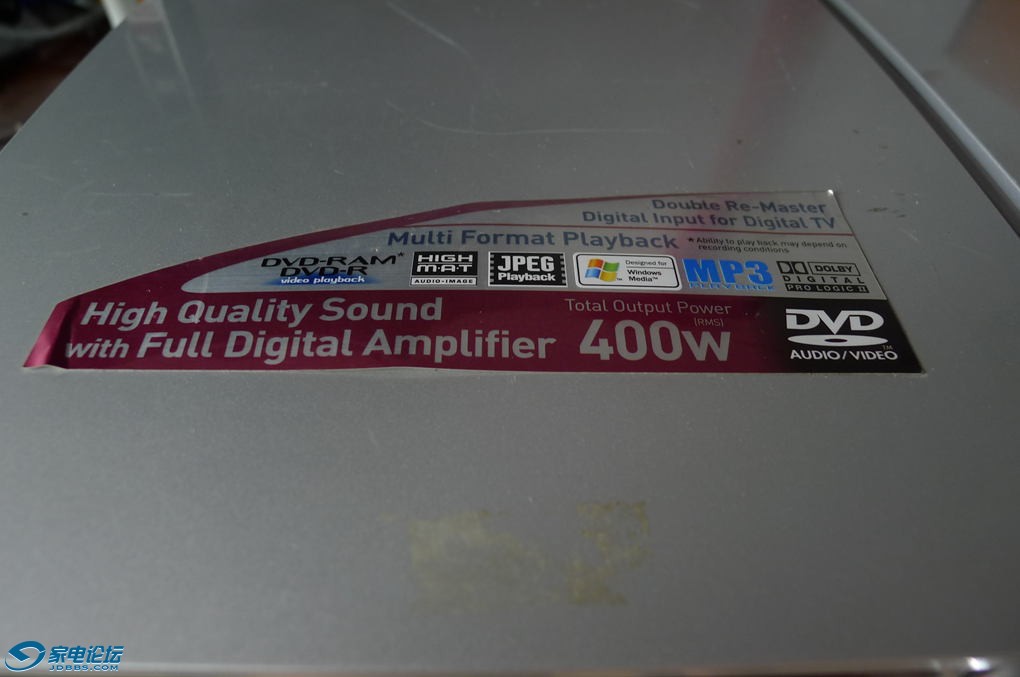 Double Re-Master
Digital Input for Digital TV
Multi Format Playback
*Ability to play back may depend on
recording conditions
DVD-RAM*
DVD-R
video playback
HIGH
M.A.T
AUDIO-IMAGE
JPEG
Playback
Designed for
Windows
Media™
MP3
PLAYBACK
DOLBY
DIGITAL
PRO LOGIC II
High Quality Sound
with Full Digital Amplifier
Total Output Power
(RMS)
400W
DVD
™
AUDIO/VIDEO
家电论坛
JDBBS.COM